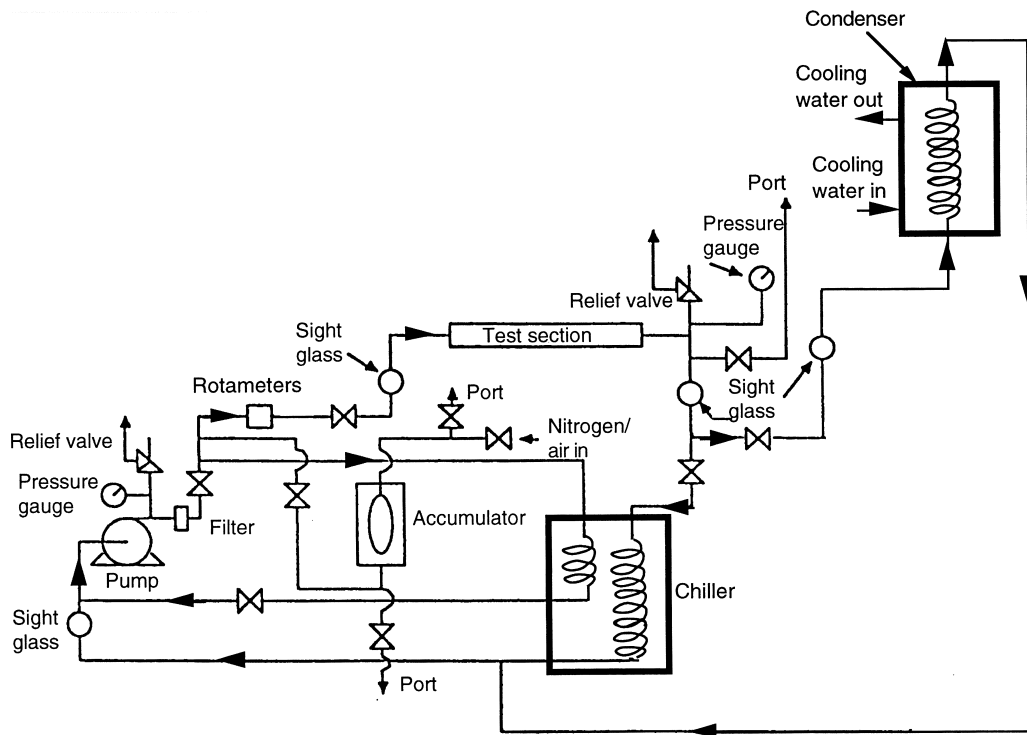 Condenser
Cooling
water out
Cooling
water in
Port
Pressure
gauge
Relief valve
Test section
Sight
glass
Sight
glass
Rotameters
Port
Nitrogen/
air in
Relief valve
Pressure
gauge
Filter
Accumulator
Pump
Chiller
Sight
glass
Port